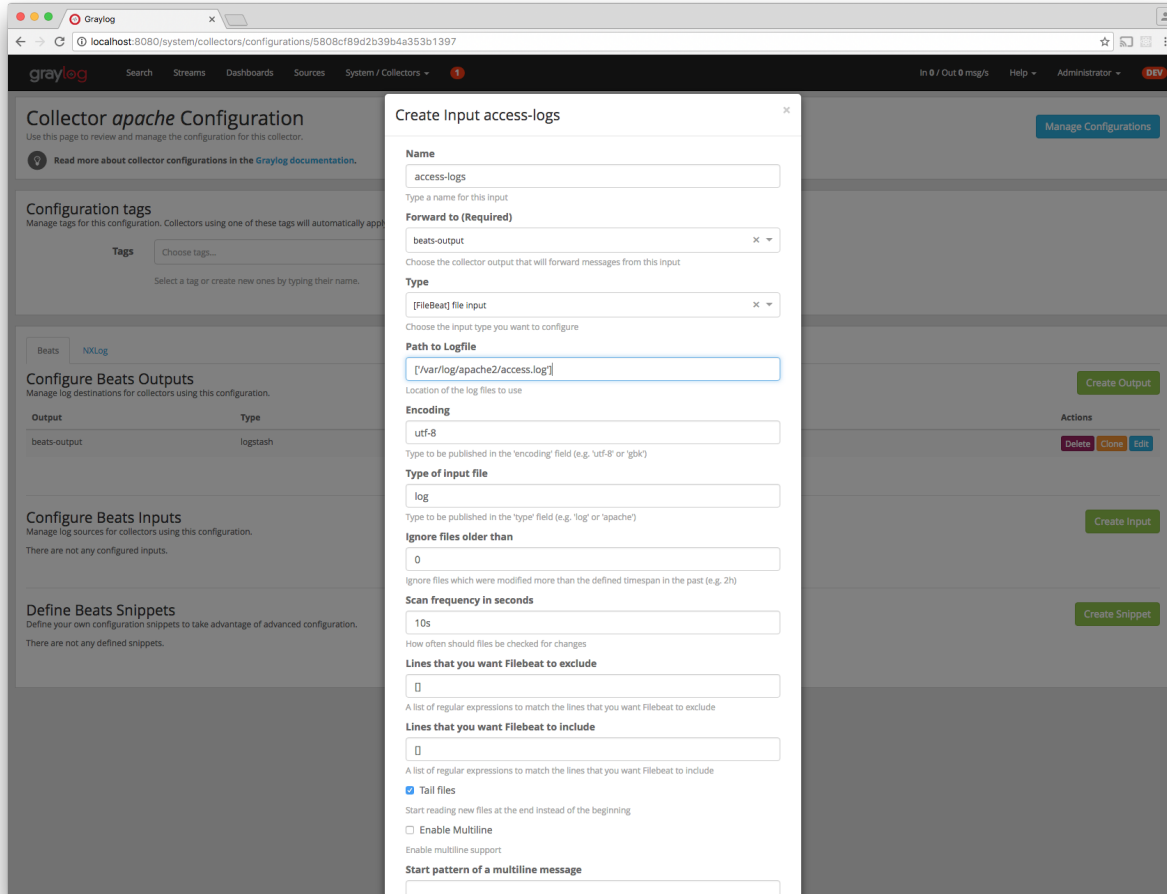 Graylog
localhost:8080/system/collectors/configurations/5808cf89d2b39b4a353b1397
graylog Search Streams Dashboards Sources System / Collectors 1 In 0 / Out 0 msg/s Help Administrator DEV
Collector apache Configuration
Use this page to review and manage the configuration for this collector.
Read more about collector configurations in the Graylog documentation.
Manage Configurations
Configuration tags
Manage tags for this configuration. Collectors using one of these tags will automatically appl
Tags Choose tags...
Select a tag or create new ones by typing their name.
Beats NXLog
Configure Beats Outputs
Manage log destinations for collectors using this configuration.
Create Output
Output Type Actions
beats-output logstash Delete Clone Edit
Configure Beats Inputs
Manage log sources for collectors using this configuration.
There are not any configured inputs.
Create Input
Define Beats Snippets
Define your own configuration snippets to take advantage of advanced configuration.
There are not any defined snippets.
Create Snippet
Create Input access-logs ×
Name
access-logs
Type a name for this input
Forward to (Required)
beats-output ×
Choose the collector output that will forward messages from this input
Type
[FileBeat] file input ×
Choose the input type you want to configure
Path to Logfile
['/var/log/apache2/access.log']
Location of the log files to use
Encoding
utf-8
Type to be published in the 'encoding' field (e.g. 'utf-8' or 'gbk')
Type of input file
log
Type to be published in the 'type' field (e.g. 'log' or 'apache')
Ignore files older than
0
Ignore files which were modified more than the defined timespan in the past (e.g. 2h)
Scan frequency in seconds
10s
How often should files be checked for changes
Lines that you want Filebeat to exclude
[]
A list of regular expressions to match the lines that you want Filebeat to exclude
Lines that you want Filebeat to include
[]
A list of regular expressions to match the lines that you want Filebeat to include
Tail files
Start reading new files at the end instead of the beginning
Enable Multiline
Enable multiline support
Start pattern of a multiline message